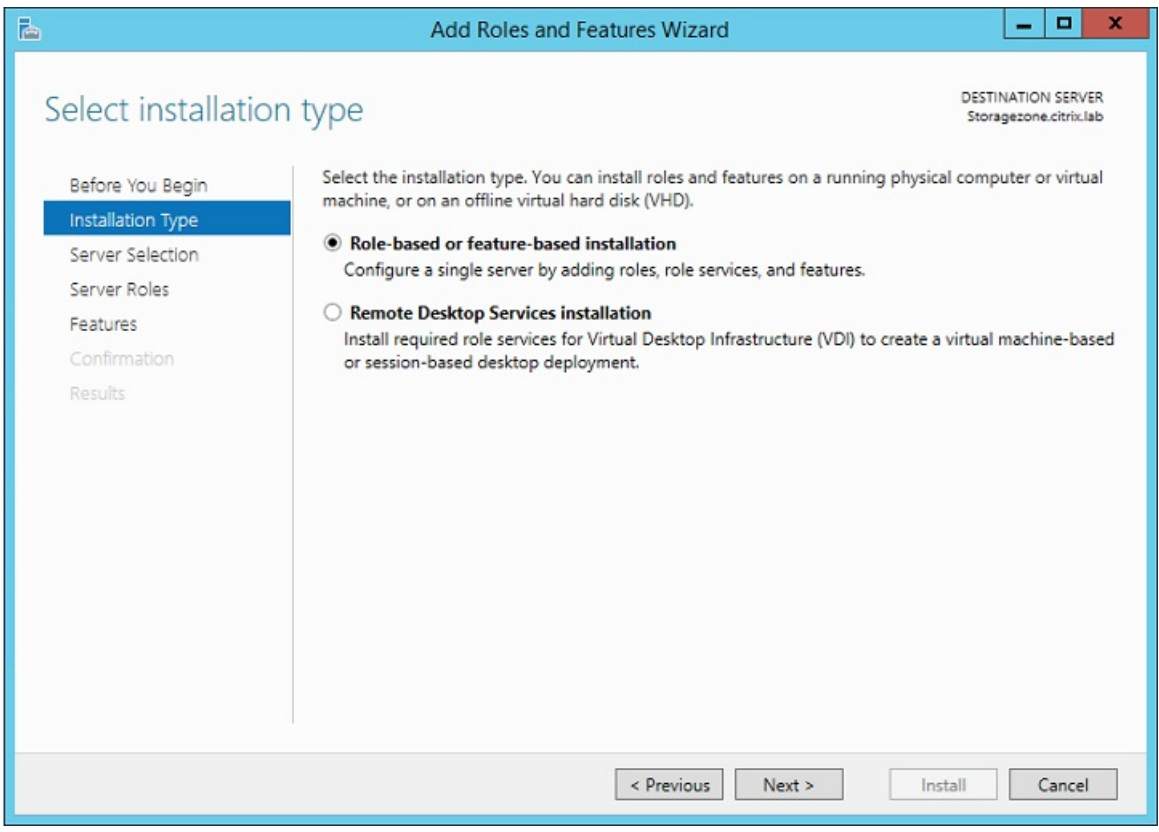 Add Roles and Features Wizard
Select installation type
DESTINATION SERVER
Storagezone.citrix.lab
Before You Begin
Installation Type
Server Selection
Server Roles
Features
Confirmation
Results
Select the installation type. You can install roles and features on a running physical computer or virtual
machine, or on an offline virtual hard disk (VHD).
Role-based or feature-based installation
Configure a single server by adding roles, role services, and features.
Remote Desktop Services installation
Install required role services for Virtual Desktop Infrastructure (VDI) to create a virtual machine-based
or session-based desktop deployment.
< Previous
Next >
Install
Cancel